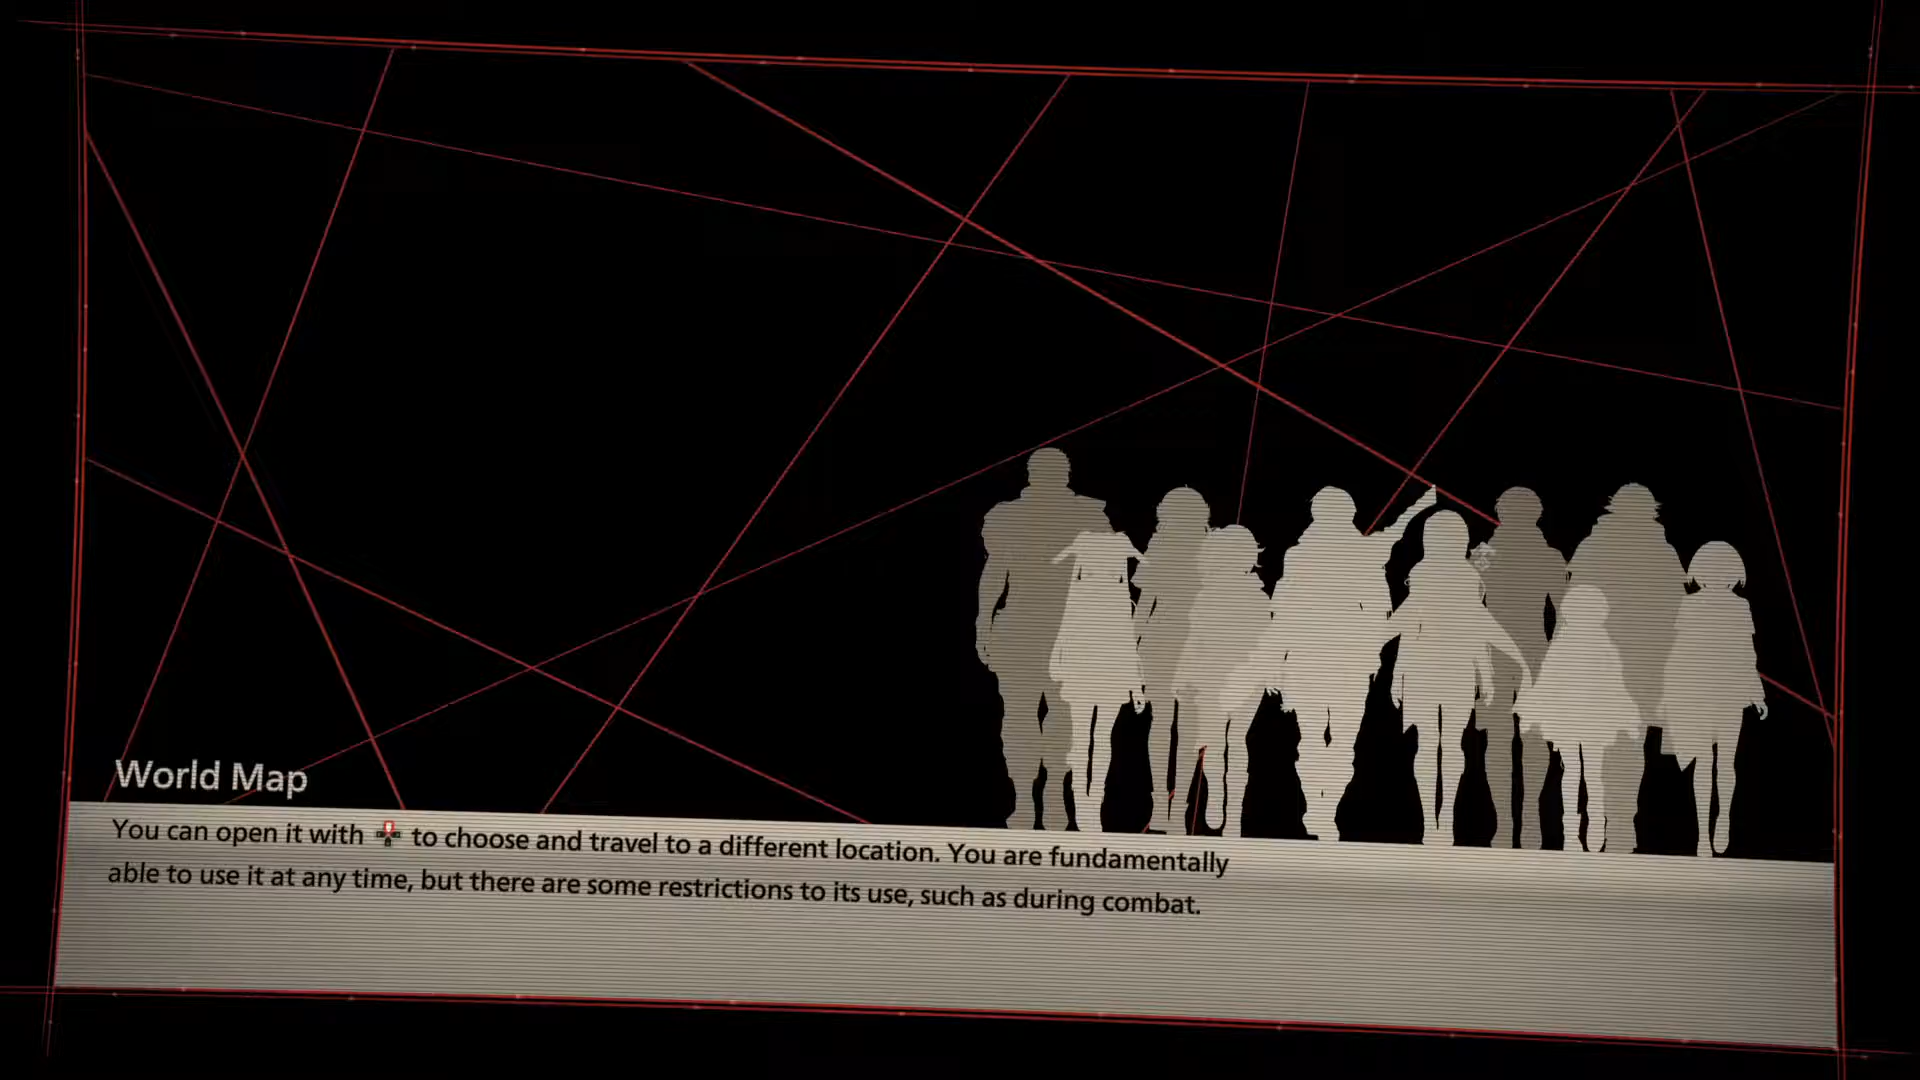 World Map
You can open it with to choose and travel to a different location. You are fundamentally
able to use it at any time, but there are some restrictions to its use, such as during combat.